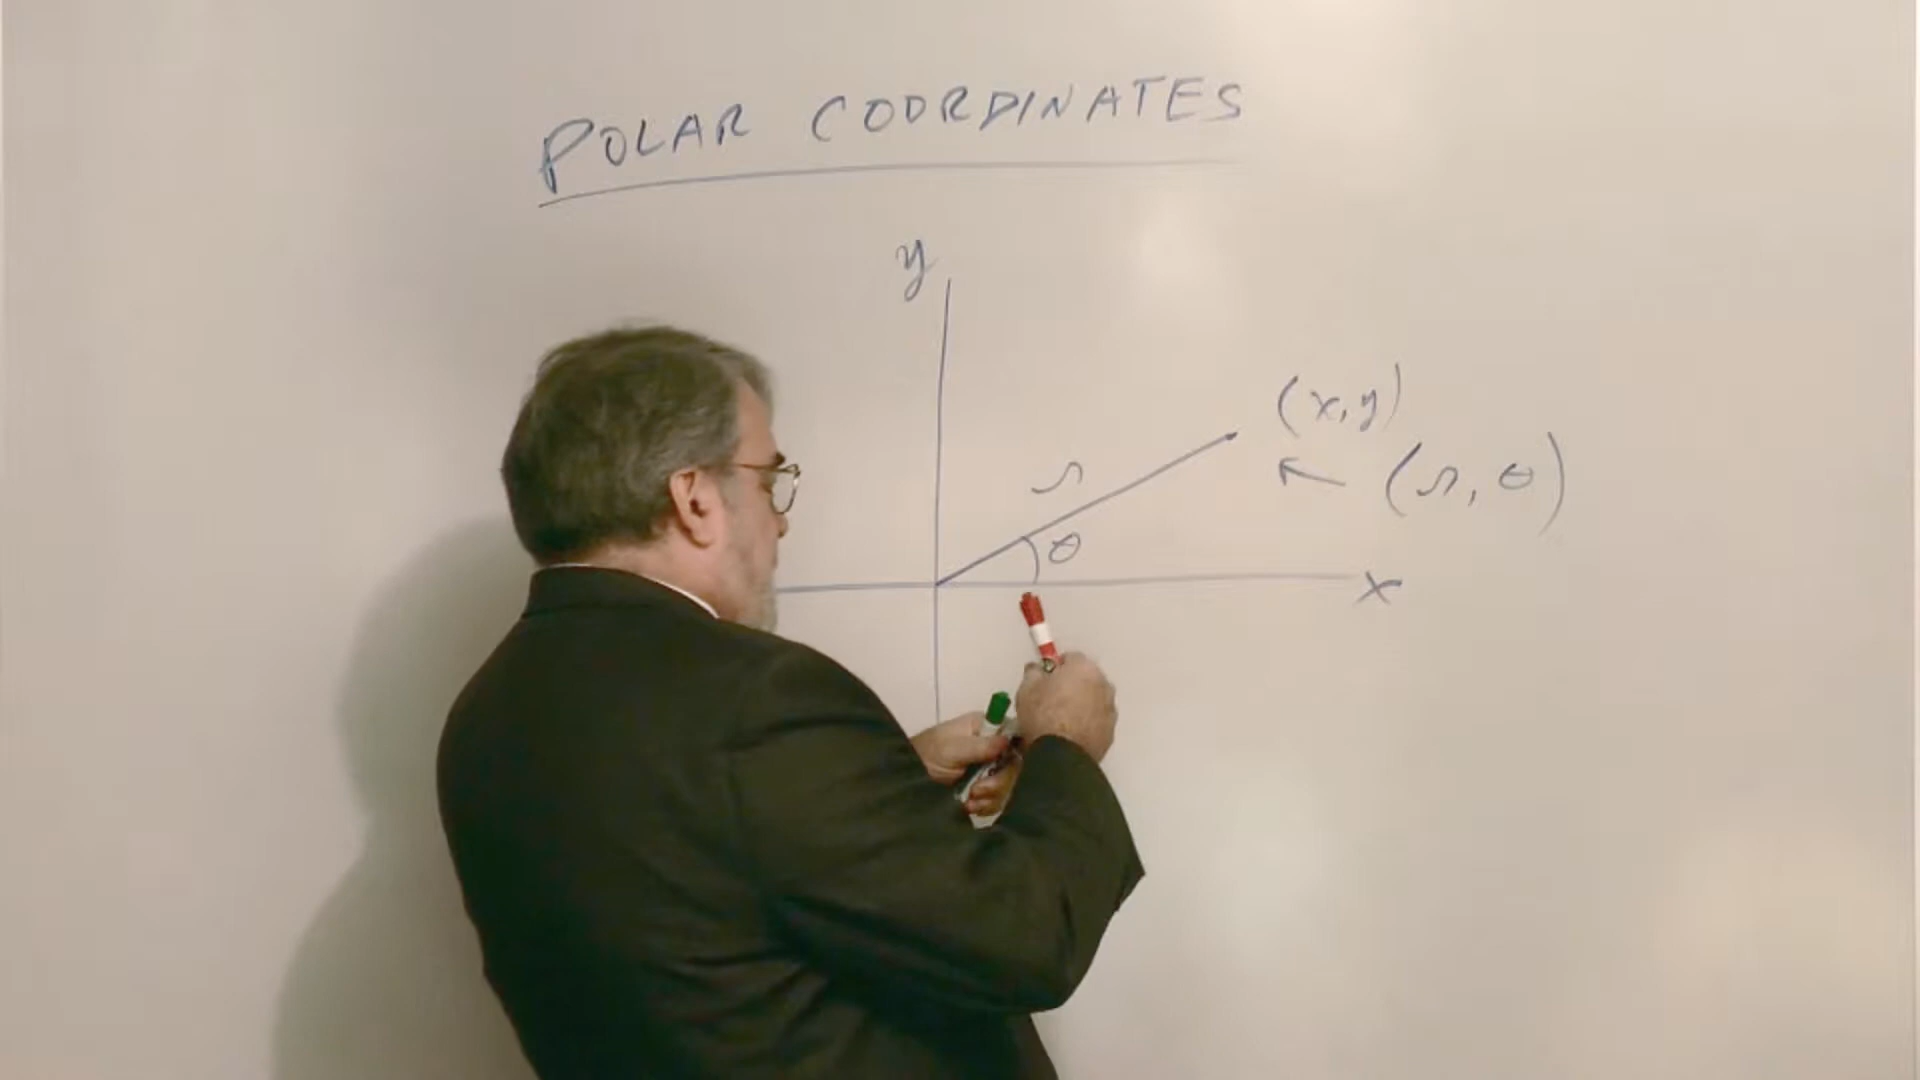 POLAR COORDINATES
y
(x, y)
r
(r, θ)
θ
x